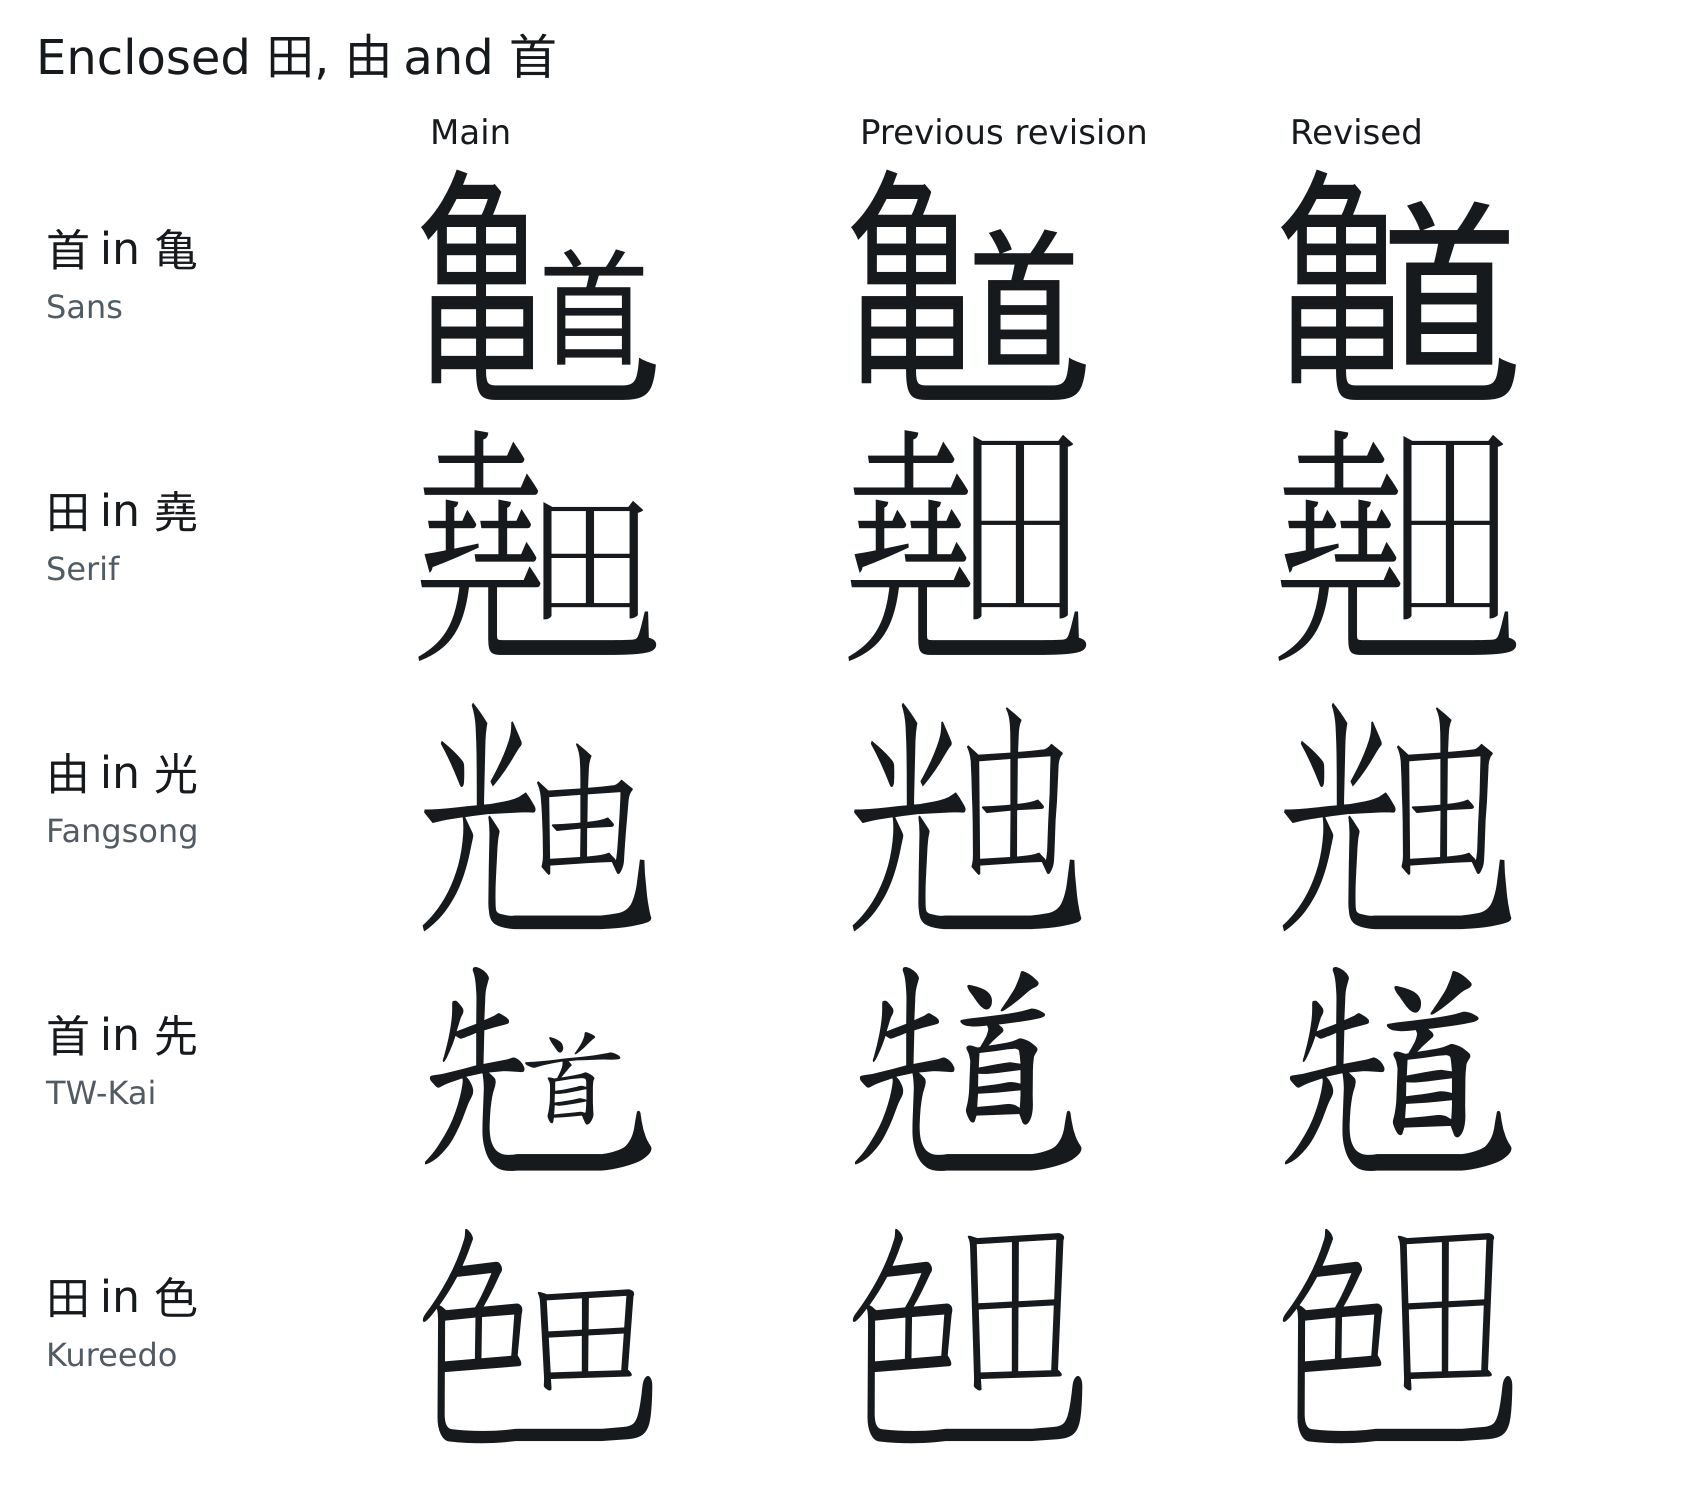 Enclosed 田, 由 and 首
Main Previous revision Revised
首 in 亀
Sans
田 in 堯
Serif
由 in 光
Fangsong
首 in 先
TW-Kai
田 in 色
Kureedo